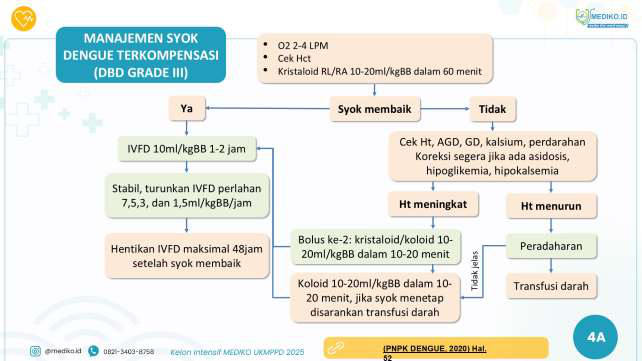 MEDIKO.ID
MANAJEMEN SYOK
DENGUE TERKOMPENSASI
(DBD GRADE III)
• O2 2-4 LPM
• Cek Hct
• Kristaloid RL/RA 10-20ml/kgBB dalam 60 menit
Ya
Syok membaik
Tidak
IVFD 10ml/kgBB 1-2 jam
Cek Ht, AGD, GD, kalsium, perdarahan
Koreksi segera jika ada asidosis,
hipoglikemia, hipokalsemia
Stabil, turunkan IVFD perlahan
7,5,3, dan 1,5ml/kgBB/jam
Ht meningkat
Ht menurun
Hentikan IVFD maksimal 48jam
setelah syok membaik
Bolus ke-2: kristaloid/koloid 10-
20ml/kgBB dalam 10-20 menit
Peradaharan
Tidak jelas
Koloid 10-20ml/kgBB dalam 10-
20 menit, jika syok menetap
disarankan transfusi darah
Transfusi darah
@mediko.id
0821-3403-8758
Kelon Intensif MEDIKO UKMPPD 2025
(PNPK DENGUE, 2020) Hal.
52
4A